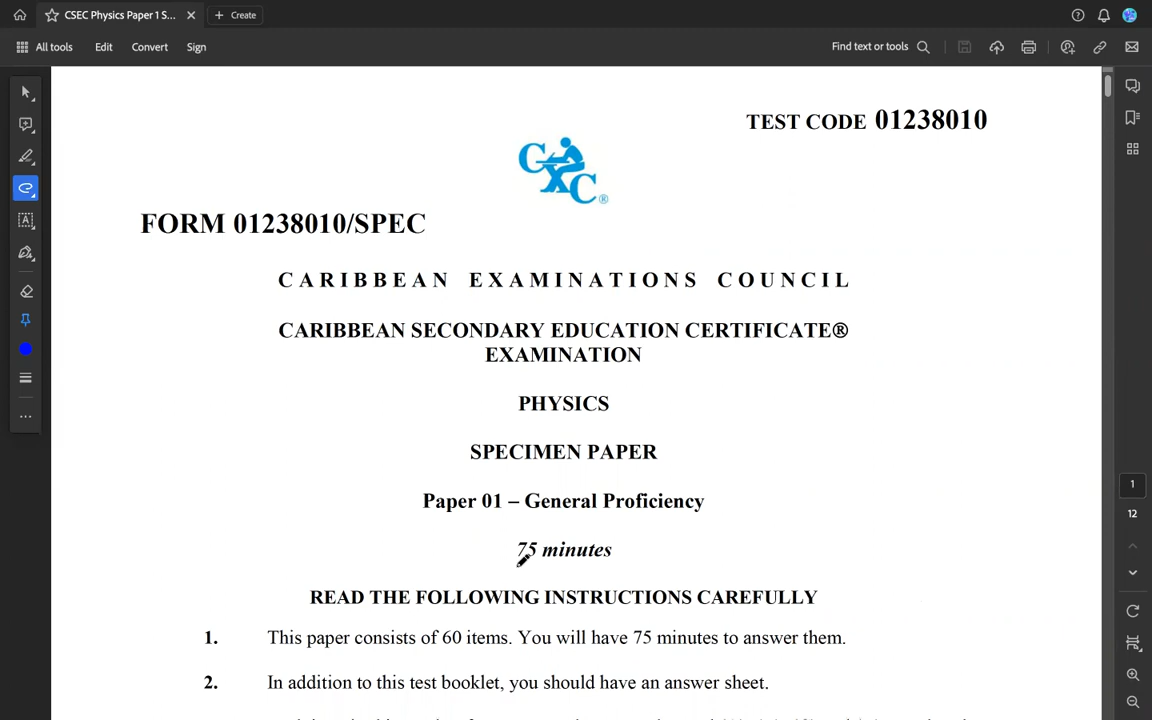 CSEC Physics Paper 1 S...
Create
All tools
Edit
Convert
Sign
Find text or tools
TEST CODE 01238010
CXC®
FORM 01238010/SPEC
CARIBBEAN EXAMINATIONS COUNCIL
CARIBBEAN SECONDARY EDUCATION CERTIFICATE®
EXAMINATION
PHYSICS
SPECIMEN PAPER
Paper 01 – General Proficiency
75 minutes
READ THE FOLLOWING INSTRUCTIONS CAREFULLY
1. This paper consists of 60 items. You will have 75 minutes to answer them.
2. In addition to this test booklet, you should have an answer sheet.
1
12